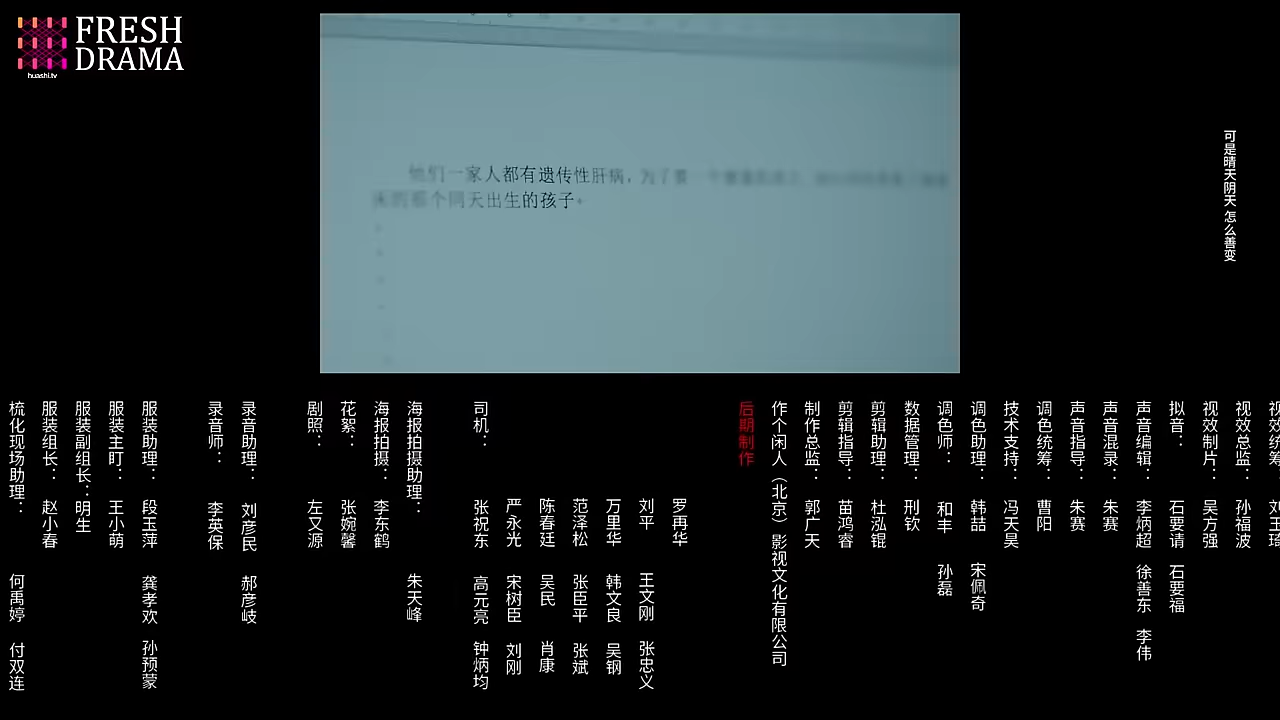 FRESH
DRAMA
huashi.tv
他们一家人都有遗传性肝病，为了要一个
的那个阴天出生的孩子。
可是晴天阴天 怎么善变
梳化现场助理： 何禹婷 付双连
服装组长： 赵小春
服装副组长：明生
服装主盯： 王小萌
服装助理： 段玉萍 龚孝欢 孙预蒙
录音师： 李英保
录音助理： 刘彦民 郝彦岐
剧照： 左又源
花絮： 张婉馨
海报拍摄： 李东鹤
海报拍摄助理： 朱天峰
司机： 张祝东 高元亮 钟炳均
严永光 宋树臣 刘刚
陈春廷 吴民 肖康
范泽松 张臣平 张斌
万里华 韩文良 吴钢
刘平 王文刚 张忠义
罗再华
后期制作
作个闲人（北京）影视文化有限公司
制作总监： 郭广天
剪辑指导： 苗鸿睿
剪辑助理： 杜泓锟
数据管理： 刑钦
调色师： 和丰 孙磊
调色助理： 韩喆 宋佩奇
技术支持： 冯天昊
调色统筹： 曹阳
声音指导： 朱赛
声音混录： 朱赛
声音编辑： 李炳超 徐善东 李伟
拟音： 石要请 石要福
视效制片： 吴方强
视效总监： 孙福波
视效统筹：